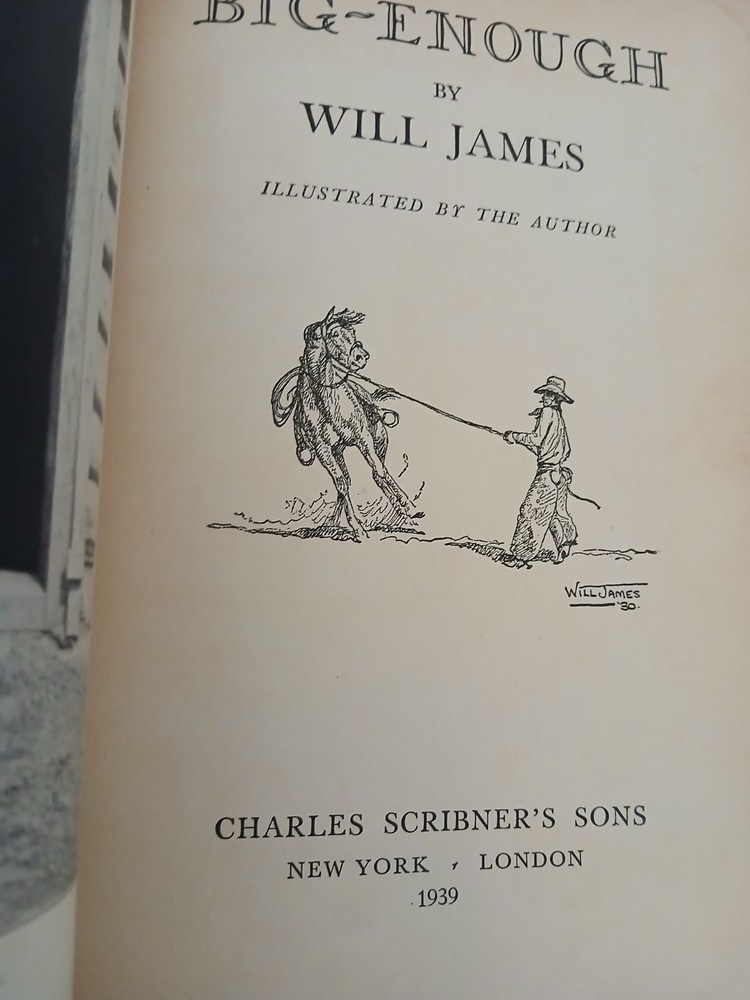 BIG-ENOUGH
BY
WILL JAMES
ILLUSTRATED BY THE AUTHOR
WILL JAMES
'30.
CHARLES SCRIBNER'S SONS
NEW YORK , LONDON
1939